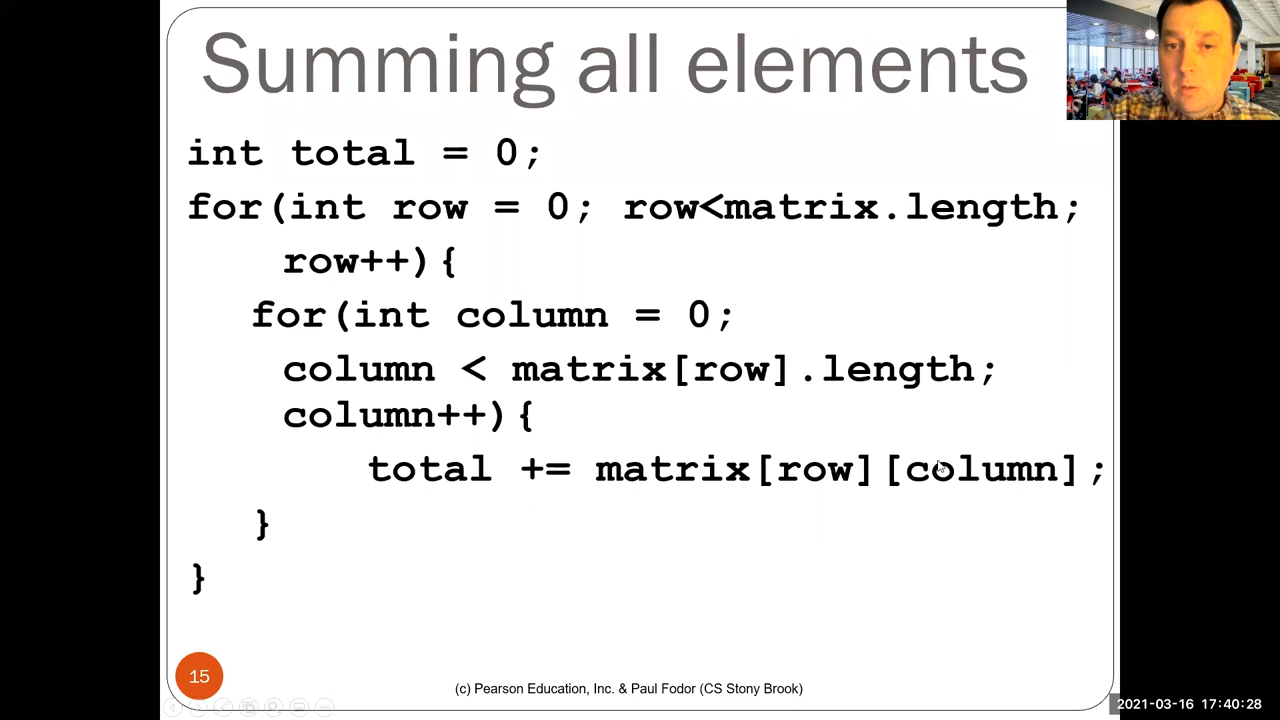 Summing all elements
int total = 0;
for(int row = 0; row<matrix.length;
row++){
for(int column = 0;
column < matrix[row].length;
column++){
total += matrix[row][column];
}
}
15
(c) Pearson Education, Inc. & Paul Fodor (CS Stony Brook)
2021-03-16 17:40:28